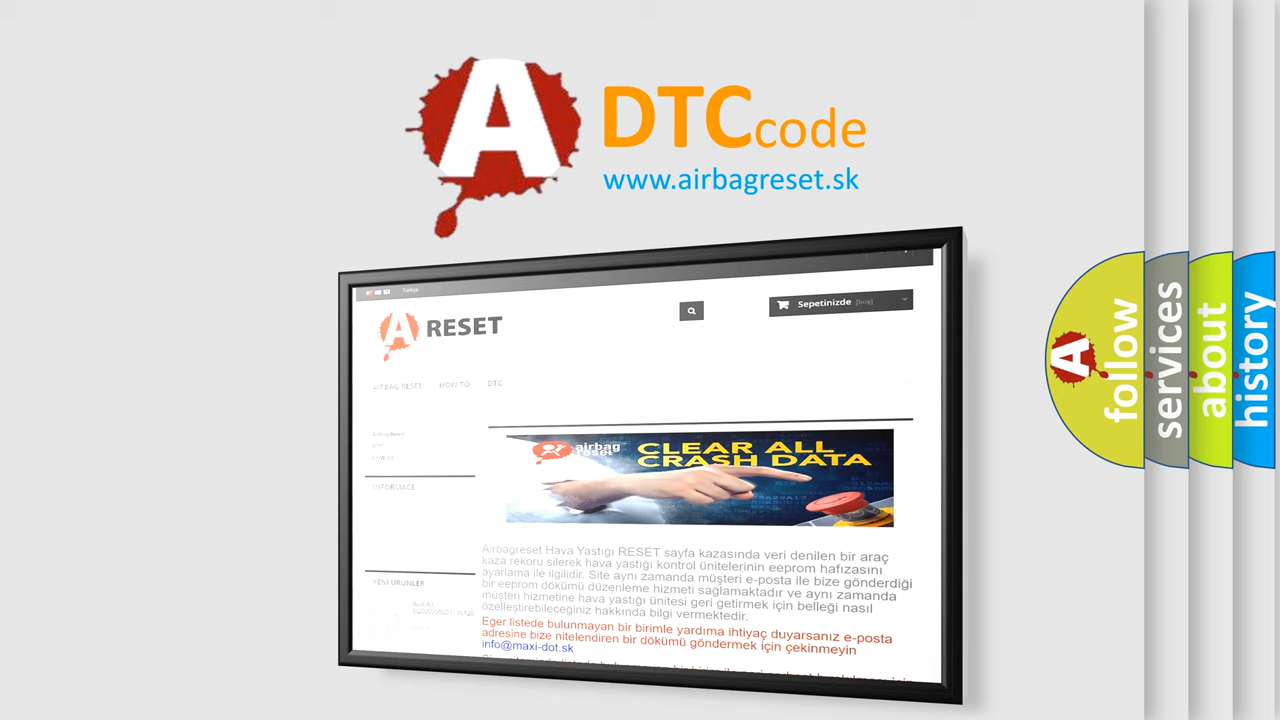 A
DTCcode
www.airbagreset.sk
Türkçe
A RESET
Sepetinizde [boş]
AIRBAG RESET HOW TO DTC
INFORMACE
YENİ ÜRÜNLER
airbag
reset
CLEAR ALL
CRASH DATA
Airbagreset Hava Yastığı RESET sayfa kazasında veri denilen bir araç
kaza rekoru silerek hava yastığı kontrol ünitelerinin eeprom hafızasını
ayarlama ile ilgilidir. Site aynı zamanda müşteri e-posta ile bize gönderdiği
bir eeprom dökümü düzenleme hizmeti sağlamaktadır ve aynı zamanda
müşteri hizmetine hava yastığı ünitesi geri getirmek için belleği nasıl
özelleştirebileceğiniz hakkında bilgi vermektedir.
Eğer listede bulunmayan bir birimle yardıma ihtiyaç duyarsanız e-posta
adresine bize nitelendiren bir dökümü göndermek için çekinmeyin
info@maxi-dot.sk
A
follow
services
about
history